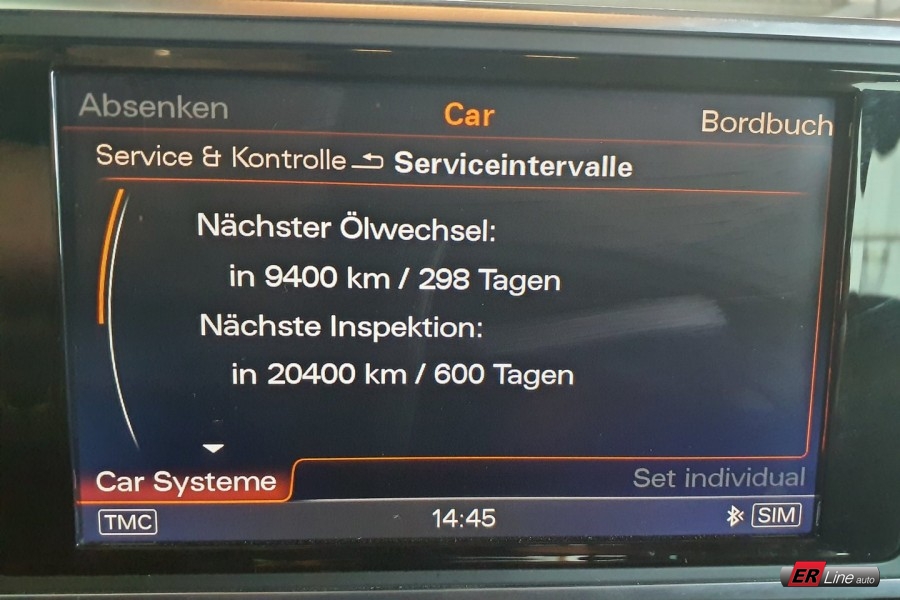 Absenken Car Bordbuch
Service & Kontrolle Serviceintervalle
Nächster Ölwechsel:
in 9400 km / 298 Tagen
Nächste Inspektion:
in 20400 km / 600 Tagen
Car Systeme Set individual
TMC 14:45 SIM
ER Line auto